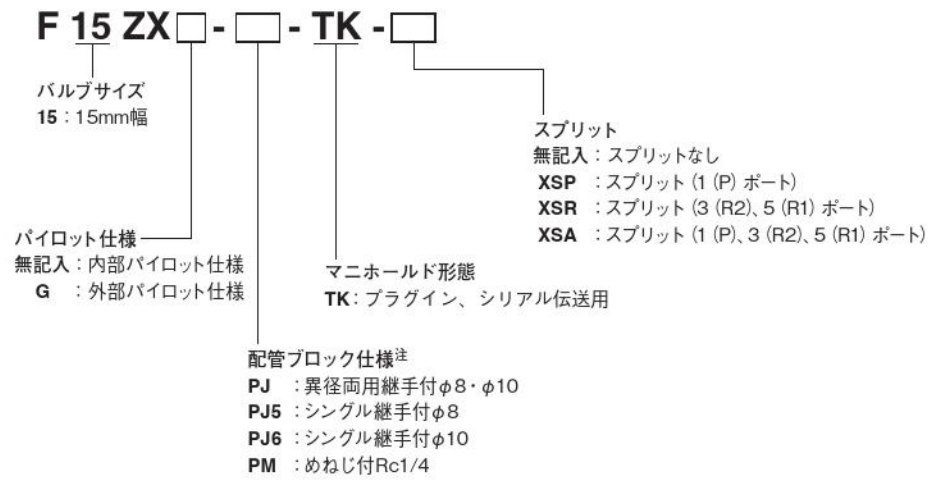 F 15 ZX□-□-TK-□
バルブサイズ
15：15mm幅
スプリット
無記入：スプリットなし
XSP：スプリット（1（P）ポート）
XSR：スプリット（3（R2）、5（R1）ポート）
XSA：スプリット（1（P）、3（R2）、5（R1）ポート）
パイロット仕様
無記入：内部パイロット仕様
G：外部パイロット仕様
マニホールド形態
TK：プラグイン、シリアル伝送用
配管ブロック仕様注
PJ：異径両用継手付φ8・φ10
PJ5：シングル継手付φ8
PJ6：シングル継手付φ10
PM：めねじ付Rc1/4